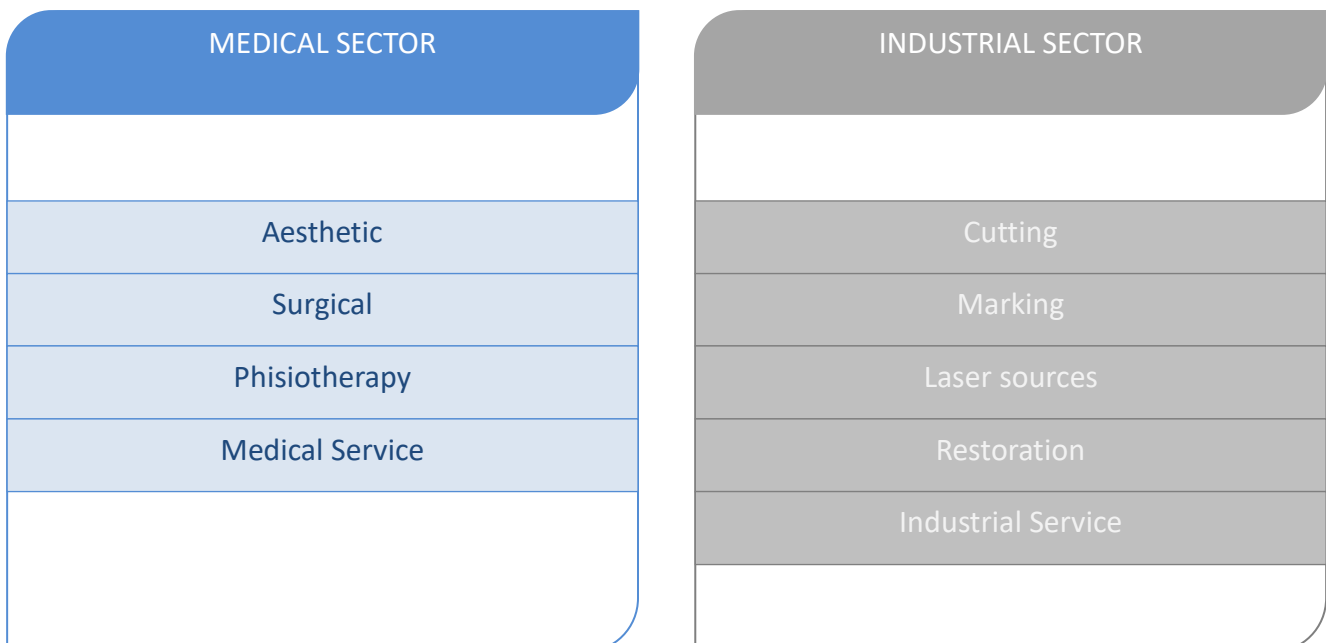 MEDICAL SECTOR
Aesthetic
Surgical
Phisiotherapy
Medical Service
INDUSTRIAL SECTOR
Cutting
Marking
Laser sources
Restoration
Industrial Service